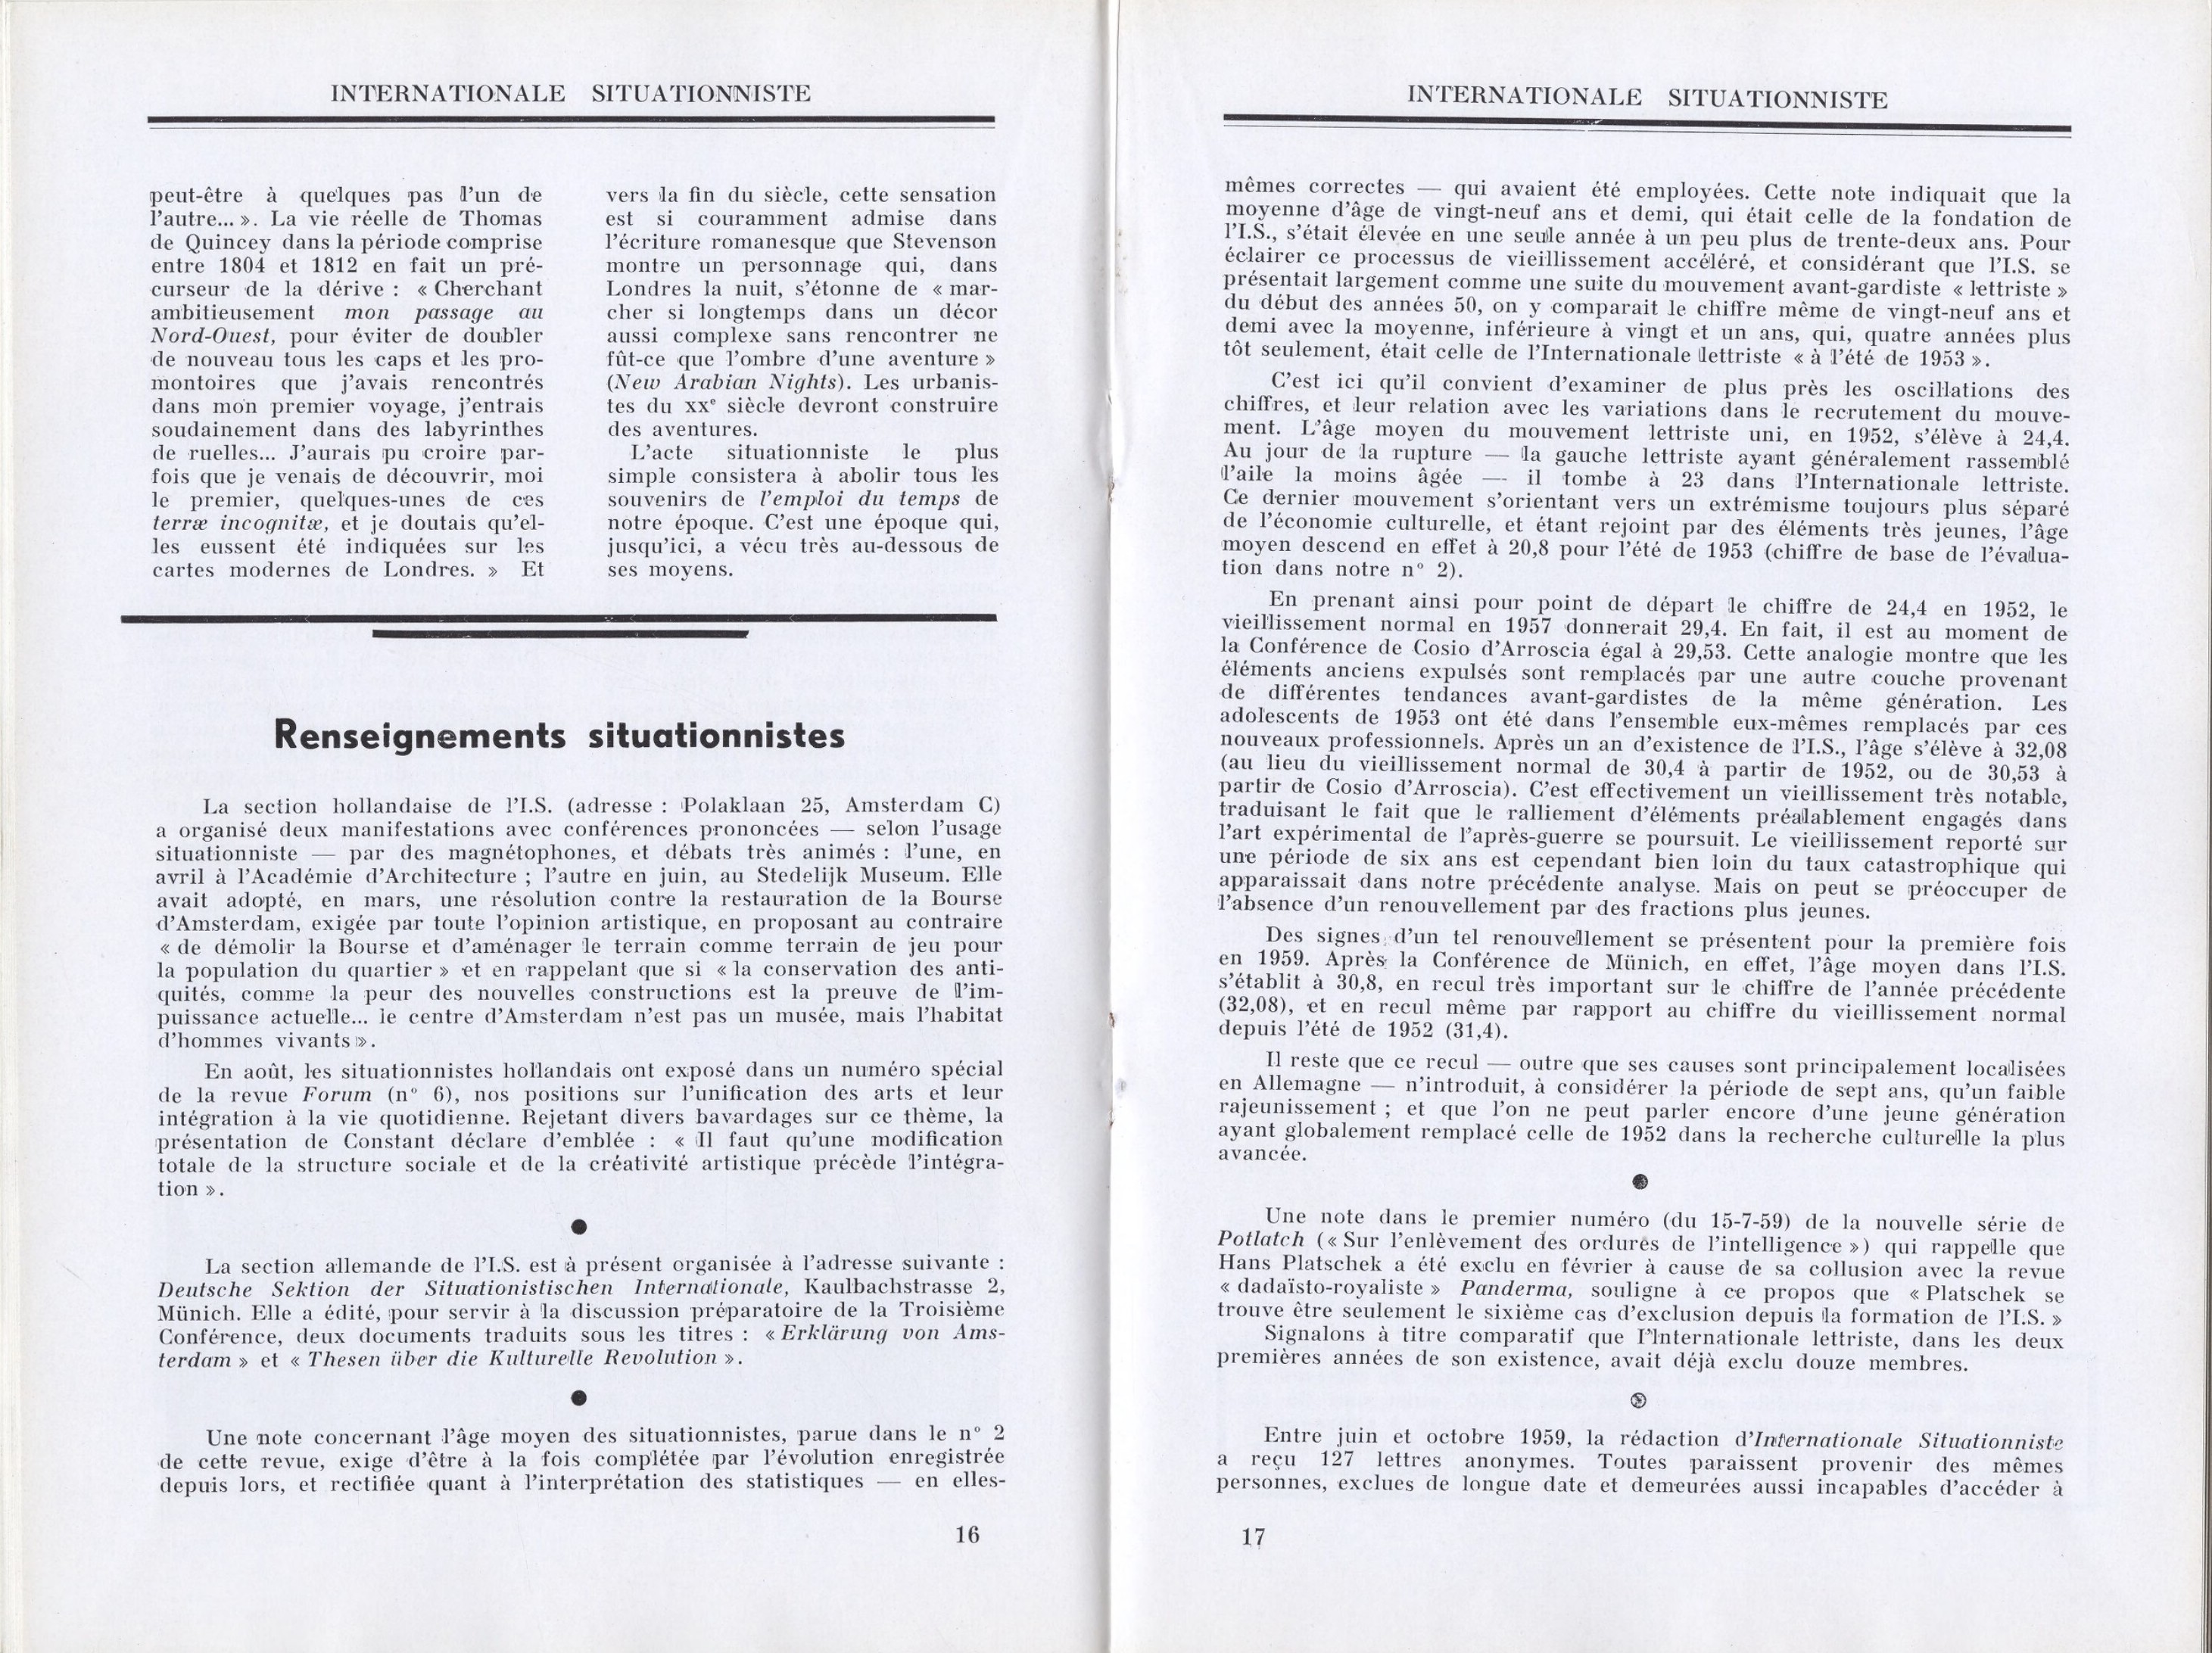 INTERNATIONALE SITUATIONNISTE
peut-être à quelques pas l'un de
l'autre... ». La vie réelle de Thomas
de Quincey dans la période comprise
entre 1804 et 1812 en fait un pré-
curseur de la dérive : « Cherchant
ambitieusement mon passage au
Nord-Ouest, pour éviter de doubler
de nouveau tous les caps et les pro-
montoires que j'avais rencontrés
dans mon premier voyage, j'entrais
soudainement dans des labyrinthes
de ruelles... J'aurais pu croire par-
fois que je venais de découvrir, moi
le premier, quelques-unes de ces
terræ incognitæ, et je doutais qu'el-
les eussent été indiquées sur les
cartes modernes de Londres. » Et
vers la fin du siècle, cette sensation
est si couramment admise dans
l'écriture romanesque que Stevenson
montre un personnage qui, dans
Londres la nuit, s'étonne de « mar-
cher si longtemps dans un décor
aussi complexe sans rencontrer ne
fût-ce que l'ombre d'une aventure »
(New Arabian Nights). Les urbanis-
tes du XXe siècle devront construire
des aventures.
L'acte situationniste le plus
simple consistera à abolir tous les
souvenirs de l'emploi du temps de
notre époque. C'est une époque qui,
jusqu'ici, a vécu très au-dessous de
ses moyens.
Renseignements situationnistes
La section hollandaise de l'I.S. (adresse : Polaklaan 25, Amsterdam C)
a organisé deux manifestations avec conférences prononcées — selon l'usage
situationniste — par des magnétophones, et débats très animés : l'une, en
avril à l'Académie d'Architecture ; l'autre en juin, au Stedelijk Museum. Elle
avait adopté, en mars, une résolution contre la restauration de la Bourse
d'Amsterdam, exigée par toute l'opinion artistique, en proposant au contraire
« de démolir la Bourse et d'aménager le terrain comme terrain de jeu pour
la population du quartier » et en rappelant que si « la conservation des anti-
quités, comme la peur des nouvelles constructions est la preuve de l'im-
puissance actuelle... le centre d'Amsterdam n'est pas un musée, mais l'habitat
d'hommes vivants ».
En août, les situationnistes hollandais ont exposé dans un numéro spécial
de la revue Forum (n° 6), nos positions sur l'unification des arts et leur
intégration à la vie quotidienne. Rejetant divers bavardages sur ce thème, la
présentation de Constant déclare d'emblée : « Il faut qu'une modification
totale de la structure sociale et de la créativité artistique précède l'intégra-
tion ».
La section allemande de l'I.S. est à présent organisée à l'adresse suivante :
Deutsche Sektion der Situationistischen Internationale, Kaulbachstrasse 2,
Münich. Elle a édité, pour servir à la discussion préparatoire de la Troisième
Conférence, deux documents traduits sous les titres : « Erklärung von Ams-
terdam » et « Thesen über die Kulturelle Revolution ».
Une note concernant l'âge moyen des situationnistes, parue dans le n° 2
de cette revue, exige d'être à la fois complétée par l'évolution enregistrée
depuis lors, et rectifiée quant à l'interprétation des statistiques — en elles-
16
INTERNATIONALE SITUATIONNISTE
mêmes correctes — qui avaient été employées. Cette note indiquait que la
moyenne d'âge de vingt-neuf ans et demi, qui était celle de la fondation de
l'I.S., s'était élevée en une seule année à un peu plus de trente-deux ans. Pour
éclairer ce processus de vieillissement accéléré, et considérant que l'I.S. se
présentait largement comme une suite du mouvement avant-gardiste « lettriste »
du début des années 50, on y comparait le chiffre même de vingt-neuf ans et
demi avec la moyenne, inférieure à vingt et un ans, qui, quatre années plus
tôt seulement, était celle de l'Internationale lettriste « à l'été de 1953 ».
C'est ici qu'il convient d'examiner de plus près les oscillations des
chiffres, et leur relation avec les variations dans le recrutement du mouve-
ment. L'âge moyen du mouvement lettriste uni, en 1952, s'élève à 24,4.
Au jour de la rupture — la gauche lettriste ayant généralement rassemblé
l'aile la moins âgée — il tombe à 23 dans l'Internationale lettriste.
Ce dernier mouvement s'orientant vers un extrémisme toujours plus séparé
de l'économie culturelle, et étant rejoint par des éléments très jeunes, l'âge
moyen descend en effet à 20,8 pour l'été de 1953 (chiffre de base de l'évalua-
tion dans notre n° 2).
En prenant ainsi pour point de départ le chiffre de 24,4 en 1952, le
vieillissement normal en 1957 donnerait 29,4. En fait, il est au moment de
la Conférence de Cosio d'Arroscia égal à 29,53. Cette analogie montre que les
éléments anciens expulsés sont remplacés par une autre couche provenant
de différentes tendances avant-gardistes de la même génération. Les
adolescents de 1953 ont été dans l'ensemble eux-mêmes remplacés par ces
nouveaux professionnels. Après un an d'existence de l'I.S., l'âge s'élève à 32,08
(au lieu du vieillissement normal de 30,4 à partir de 1952, ou de 30,53 à
partir de Cosio d'Arroscia). C'est effectivement un vieillissement très notable,
traduisant le fait que le ralliement d'éléments préalablement engagés dans
l'art expérimental de l'après-guerre se poursuit. Le vieillissement reporté sur
une période de six ans est cependant bien loin du taux catastrophique qui
apparaissait dans notre précédente analyse. Mais on peut se préoccuper de
l'absence d'un renouvellement par des fractions plus jeunes.
Des signes d'un tel renouvellement se présentent pour la première fois
en 1959. Après la Conférence de Münich, en effet, l'âge moyen dans l'I.S.
s'établit à 30,8, en recul très important sur le chiffre de l'année précédente
(32,08), et en recul même par rapport au chiffre du vieillissement normal
depuis l'été de 1952 (31,4).
Il reste que ce recul — outre que ses causes sont principalement localisées
en Allemagne — n'introduit, à considérer la période de sept ans, qu'un faible
rajeunissement ; et que l'on ne peut parler encore d'une jeune génération
ayant globalement remplacé celle de 1952 dans la recherche culturelle la plus
avancée.
Une note dans le premier numéro (du 15-7-59) de la nouvelle série de
Potlatch (« Sur l'enlèvement des ordures de l'intelligence ») qui rappelle que
Hans Platschek a été exclu en février à cause de sa collusion avec la revue
« dadaïsto-royaliste » Panderma, souligne à ce propos que « Platschek se
trouve être seulement le sixième cas d'exclusion depuis la formation de l'I.S. »
Signalons à titre comparatif que l'Internationale lettriste, dans les deux
premières années de son existence, avait déjà exclu douze membres.
Entre juin et octobre 1959, la rédaction d'Internationale Situationniste
a reçu 127 lettres anonymes. Toutes paraissent provenir des mêmes
personnes, exclues de longue date et demeurées aussi incapables d'accéder à
17